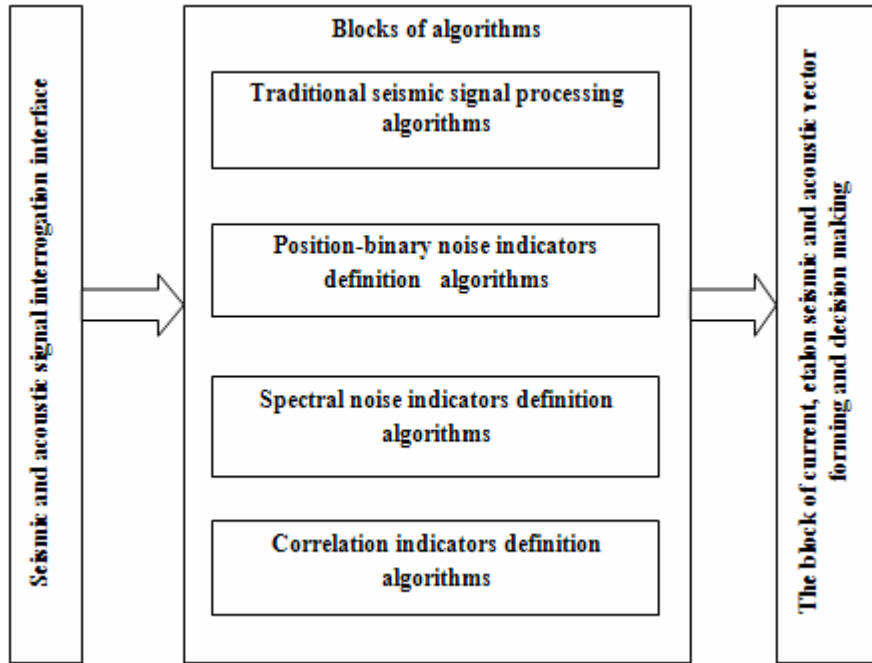 Seismic and acoustic signal interrogation interface
Blocks of algorithms
Traditional seismic signal processing
algorithms
Position-binary noise indicators
definition algorithms
Spectral noise indicators definition
algorithms
Correlation indicators definition
algorithms
The block of current, etalon seismic and acoustic vector
forming and decision making